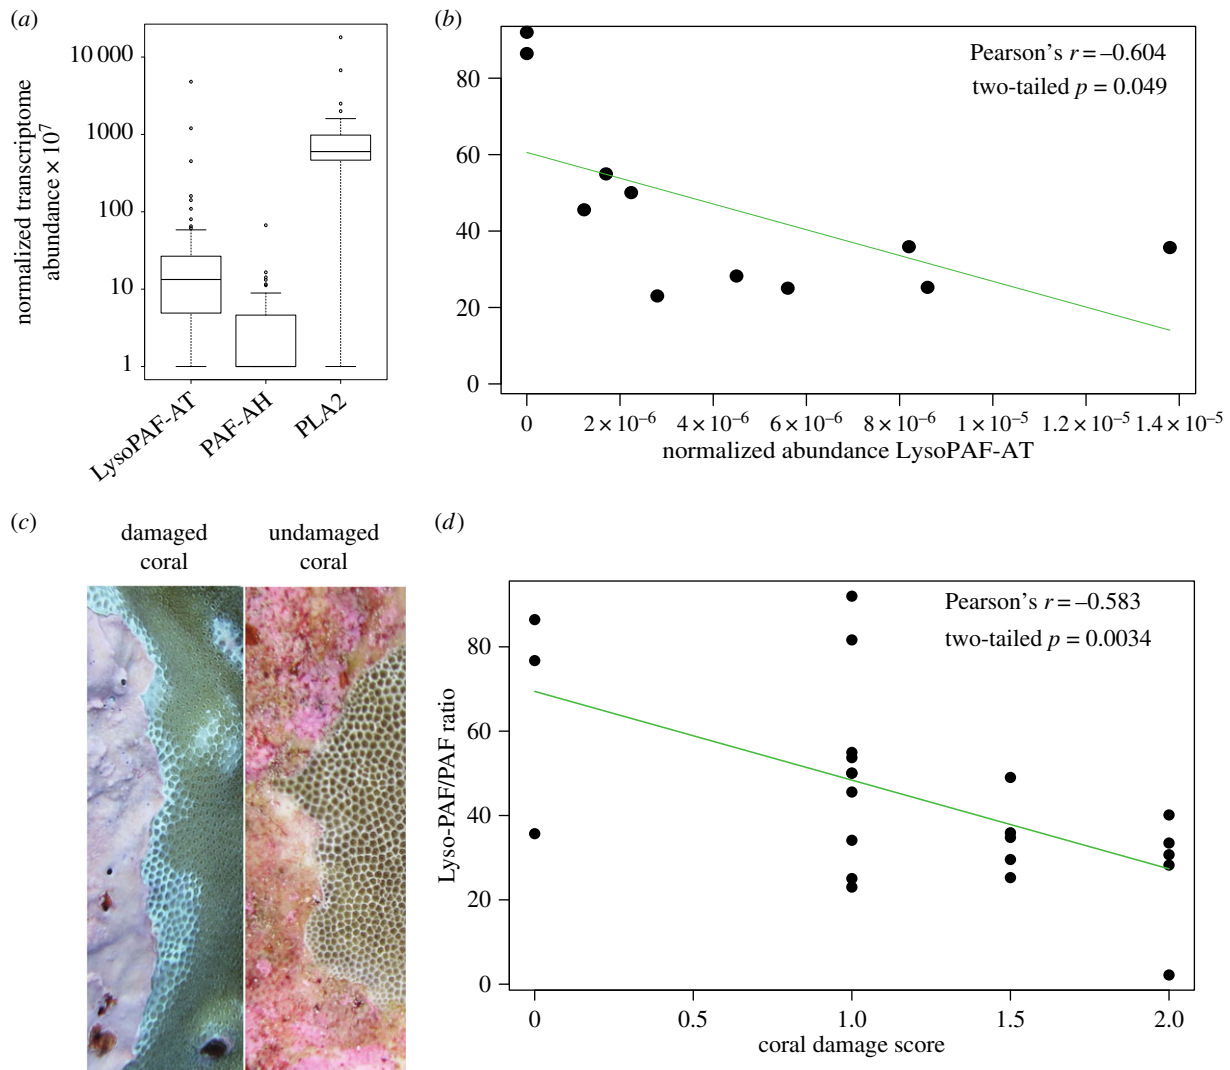 (a)
normalized transcriptome
abundance × 10⁷
10 000
1000
100
10
1
LysoPAF-AT
PAF-AH
PLA2
(b)
Pearson's r = –0.604
two-tailed p = 0.049
80
60
40
20
0
0 2 × 10⁻⁶ 4 × 10⁻⁶ 6 × 10⁻⁶ 8 × 10⁻⁶ 1 × 10⁻⁵ 1.2 × 10⁻⁵ 1.4 × 10⁻⁵
normalized abundance LysoPAF-AT
(c)
damaged
coral
undamaged
coral
(d)
Pearson's r = –0.583
two-tailed p = 0.0034
Lyso-PAF/PAF ratio
80
60
40
20
0
0 0.5 1.0 1.5 2.0
coral damage score